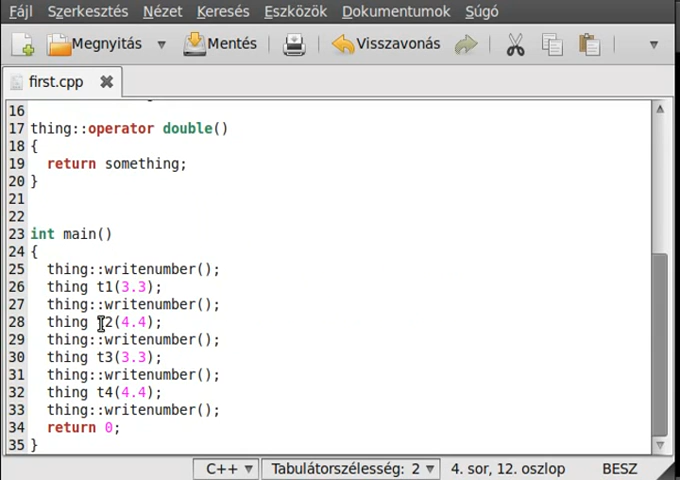 Fájl Szerkesztés Nézet Keresés Eszközök Dokumentumok Súgó
Megnyitás Mentés Visszavonás
first.cpp
16
17 thing::operator double()
18 {
19 return something;
20 }
21
22
23 int main()
24 {
25 thing::writenumber();
26 thing t1(3.3);
27 thing::writenumber();
28 thing t2(4.4);
29 thing::writenumber();
30 thing t3(3.3);
31 thing::writenumber();
32 thing t4(4.4);
33 thing::writenumber();
34 return 0;
35 }
C++ Tabulátorszélesség: 2 4. sor, 12. oszlop BESZ